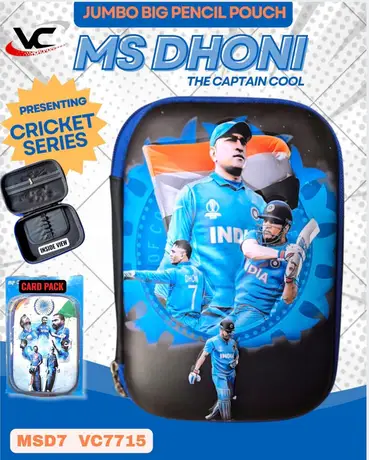 JUMBO BIG PENCIL POUCH
VC
MS DHONI
THE CAPTAIN COOL
PRESENTING
CRICKET
SERIES
INSIDE VIEW
CARD PACK
INDIA
INDIA
7
MSD7 VC7715